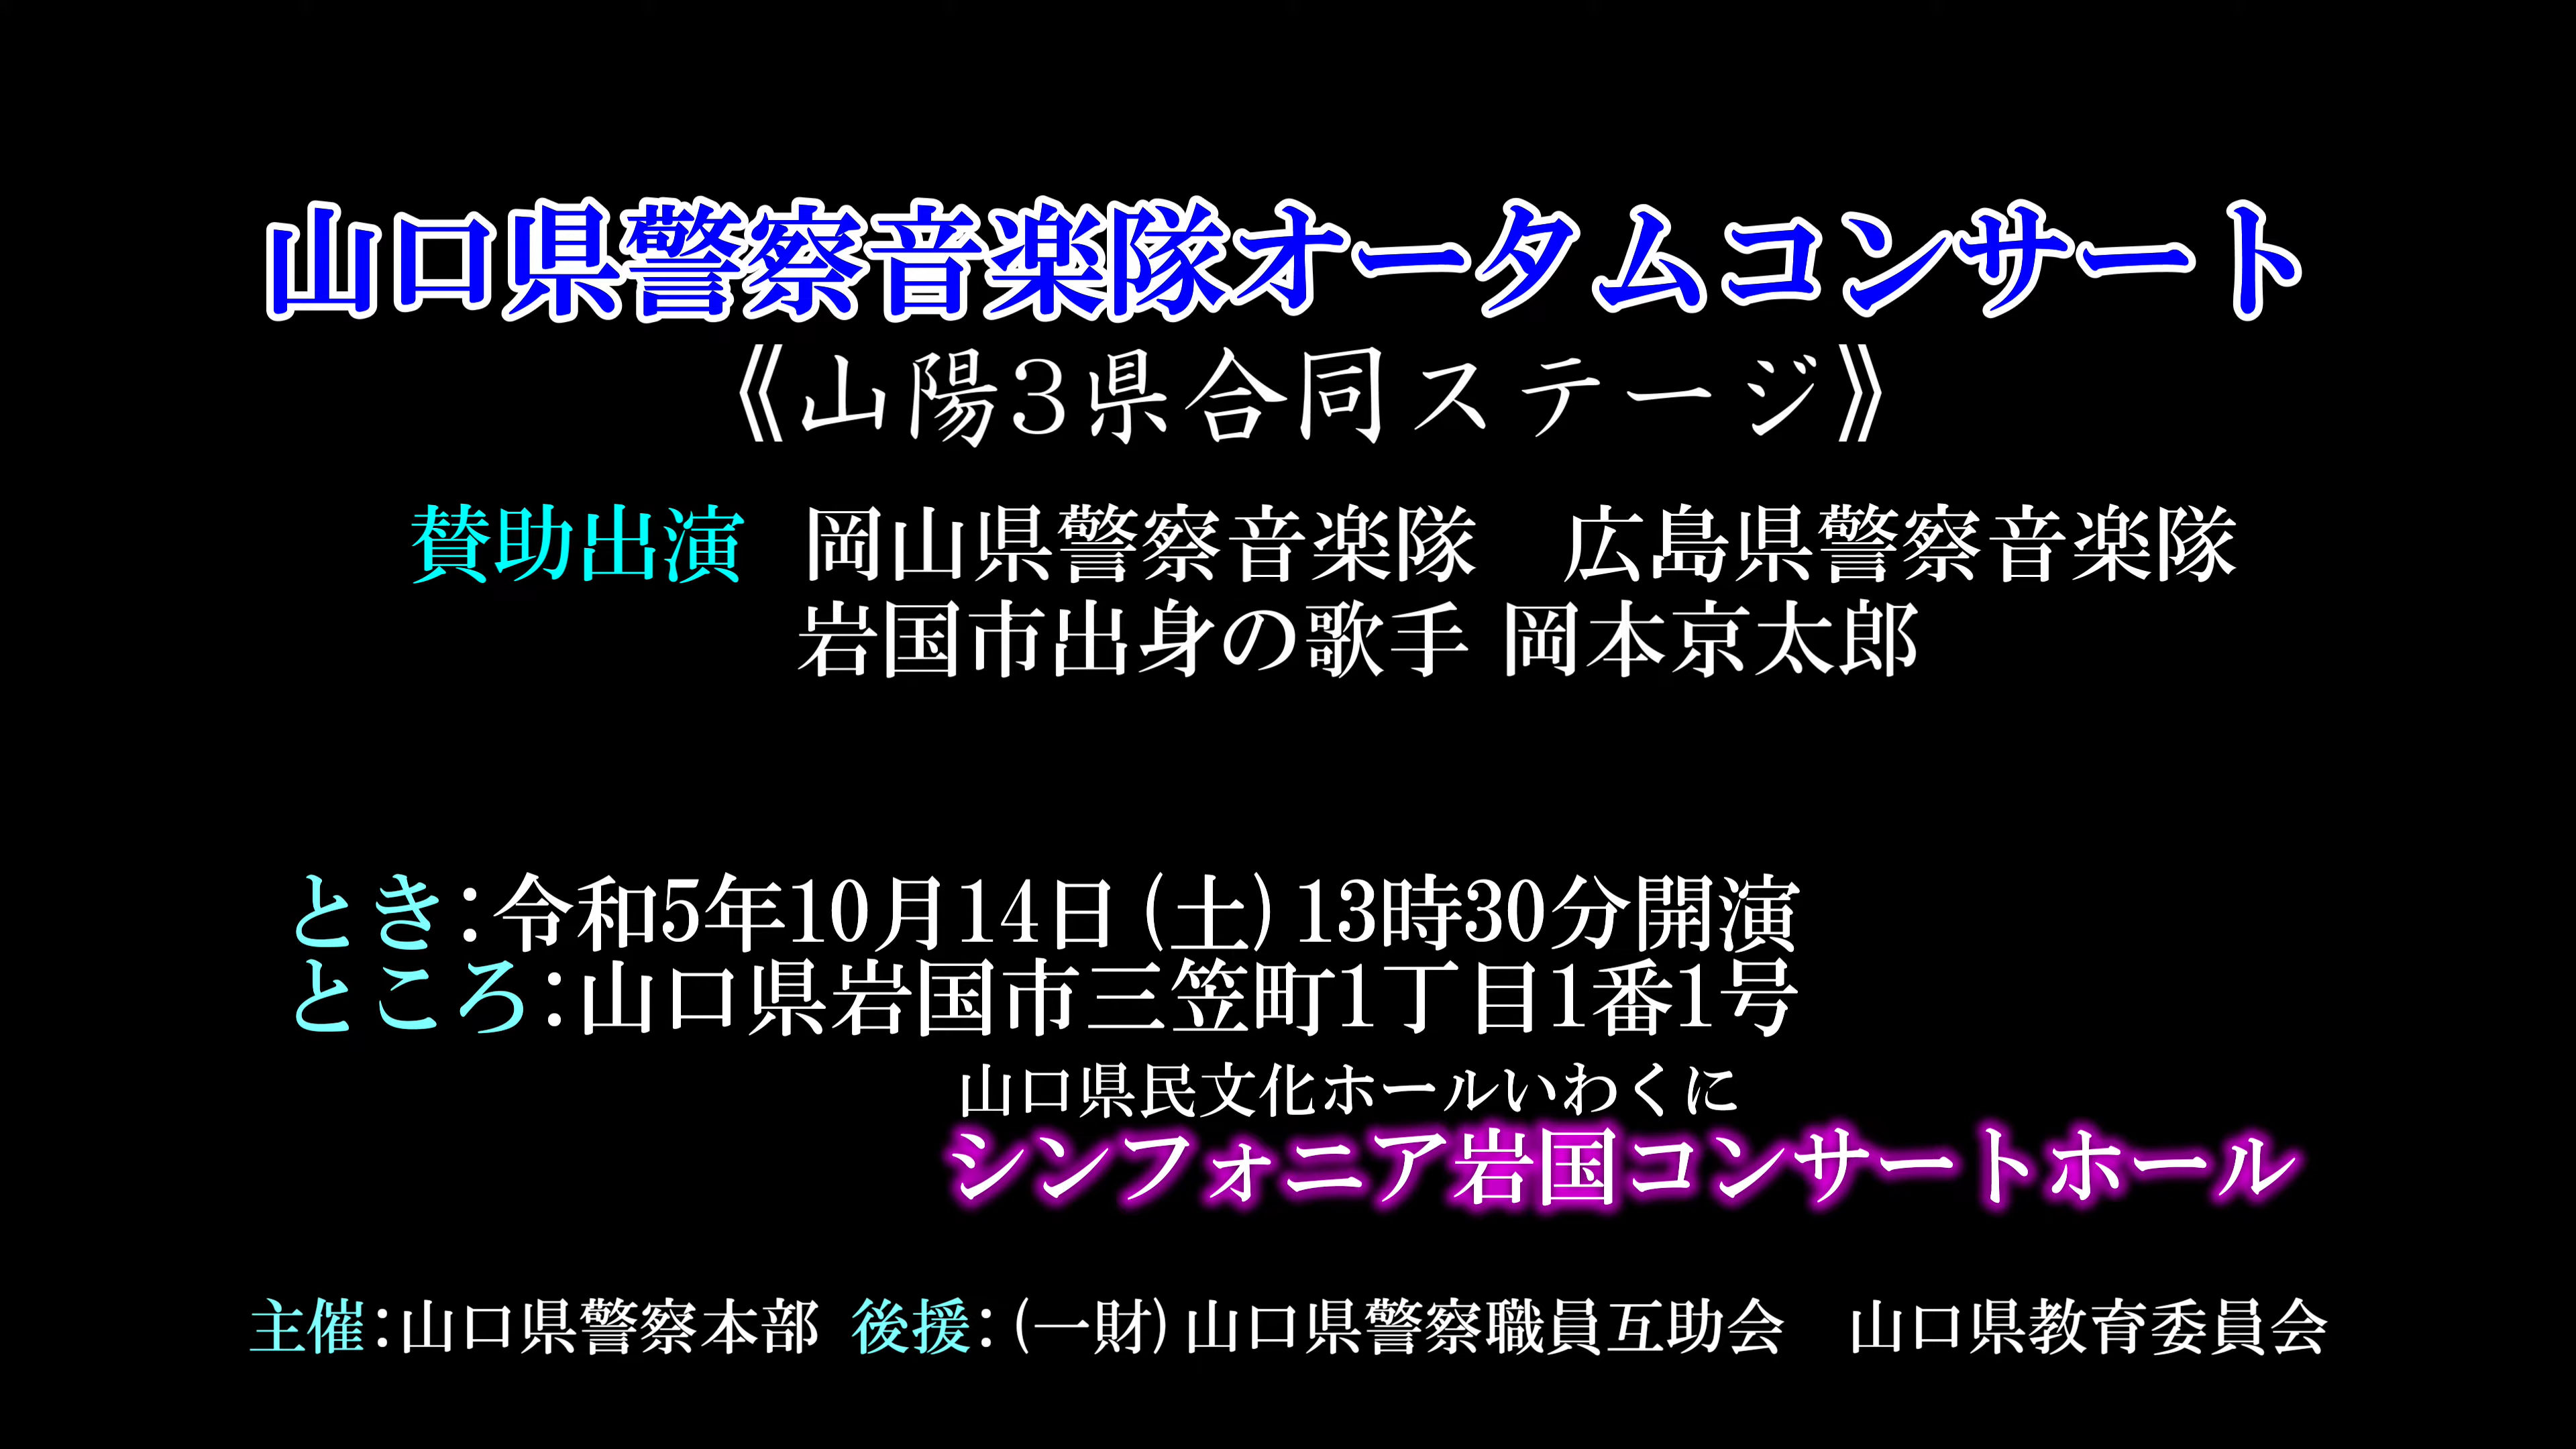 山口県警察音楽隊オータムコンサート
《山陽3県合同ステージ》
賛助出演 岡山県警察音楽隊　広島県警察音楽隊
岩国市出身の歌手 岡本京太郎
とき：令和5年10月14日（土）13時30分開演
ところ：山口県岩国市三笠町1丁目1番1号
山口県民文化ホールいわくに
シンフォニア岩国コンサートホール
主催：山口県警察本部 後援：（一財）山口県警察職員互助会　山口県教育委員会